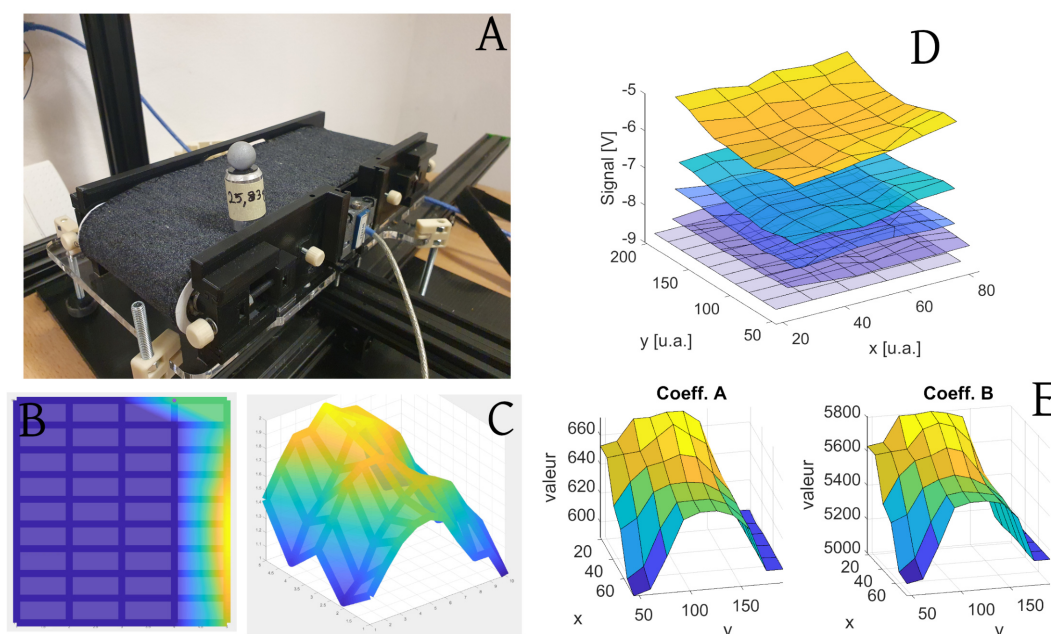 A
25,83
D
-5
-6
-7
-8
-9
Signal [V]
200
150
100
50
y [u.a.]
20
40
60
80
x [u.a.]
B
C
E
Coeff. A
660
640
620
600
valeur
20
40
60
x
50
100
150
y
Coeff. B
5800
5600
5400
5200
5000
valeur
20
40
60
x
50
100
150
y